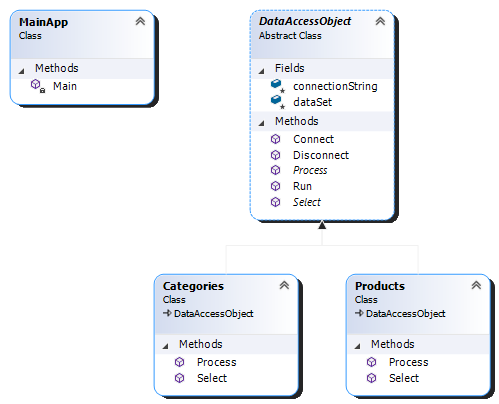 MainApp
Class
Methods
Main
DataAccessObject
Abstract Class
Fields
connectionString
dataSet
Methods
Connect
Disconnect
Process
Run
Select
Categories
Class
DataAccessObject
Methods
Process
Select
Products
Class
DataAccessObject
Methods
Process
Select